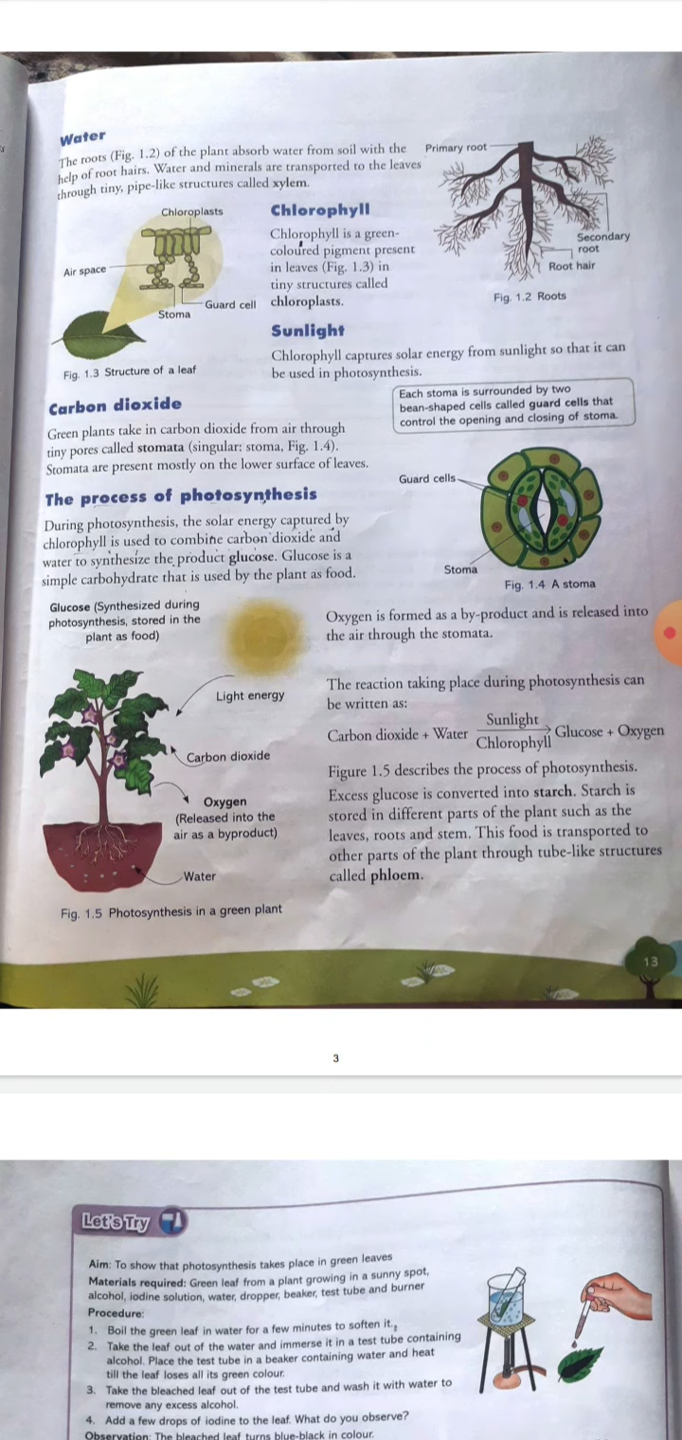 Water
The roots (Fig. 1.2) of the plant absorb water from soil with the
help of root hairs. Water and minerals are transported to the leaves
through tiny, pipe-like structures called xylem.
Primary root
Secondary
root
Root hair
Fig. 1.2 Roots
Chloroplasts
Air space
Guard cell
Stoma
Fig. 1.3 Structure of a leaf
Chlorophyll
Chlorophyll is a green-
coloured pigment present
in leaves (Fig. 1.3) in
tiny structures called
chloroplasts.
Sunlight
Chlorophyll captures solar energy from sunlight so that it can
be used in photosynthesis.
Carbon dioxide
Green plants take in carbon dioxide from air through
tiny pores called stomata (singular: stoma, Fig. 1.4).
Stomata are present mostly on the lower surface of leaves.
Each stoma is surrounded by two
bean-shaped cells called guard cells that
control the opening and closing of stoma.
Guard cells
Stoma
Fig. 1.4 A stoma
The process of photosynthesis
During photosynthesis, the solar energy captured by
chlorophyll is used to combine carbon dioxide and
water to synthesize the product glucose. Glucose is a
simple carbohydrate that is used by the plant as food.
Glucose (Synthesized during
photosynthesis, stored in the
plant as food)
Light energy
Carbon dioxide
Oxygen
(Released into the
air as a byproduct)
Water
Fig. 1.5 Photosynthesis in a green plant
Oxygen is formed as a by-product and is released into
the air through the stomata.
The reaction taking place during photosynthesis can
be written as:
Sunlight
Carbon dioxide + Water → Glucose + Oxygen
Chlorophyll
Figure 1.5 describes the process of photosynthesis.
Excess glucose is converted into starch. Starch is
stored in different parts of the plant such as the
leaves, roots and stem. This food is transported to
other parts of the plant through tube-like structures
called phloem.
13
3
Let's Try
Aim: To show that photosynthesis takes place in green leaves
Materials required: Green leaf from a plant growing in a sunny spot,
alcohol, iodine solution, water, dropper, beaker, test tube and burner
Procedure:
1. Boil the green leaf in water for a few minutes to soften it.
2. Take the leaf out of the water and immerse it in a test tube containing
alcohol. Place the test tube in a beaker containing water and heat
till the leaf loses all its green colour.
3. Take the bleached leaf out of the test tube and wash it with water to
remove any excess alcohol.
4. Add a few drops of iodine to the leaf. What do you observe?
Observation: The bleached leaf turns blue-black in colour.